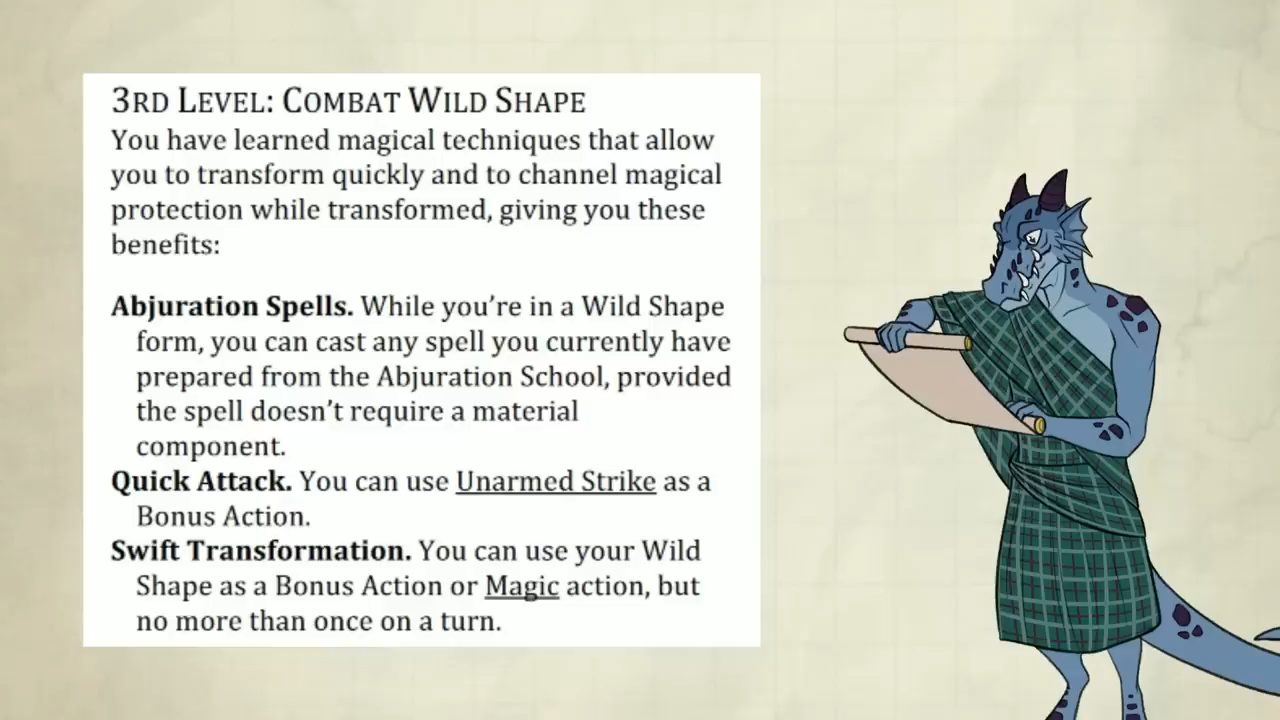 3RD LEVEL: COMBAT WILD SHAPE
You have learned magical techniques that allow
you to transform quickly and to channel magical
protection while transformed, giving you these
benefits:
Abjuration Spells. While you’re in a Wild Shape
form, you can cast any spell you currently have
prepared from the Abjuration School, provided
the spell doesn’t require a material
component.
Quick Attack. You can use Unarmed Strike as a
Bonus Action.
Swift Transformation. You can use your Wild
Shape as a Bonus Action or Magic action, but
no more than once on a turn.